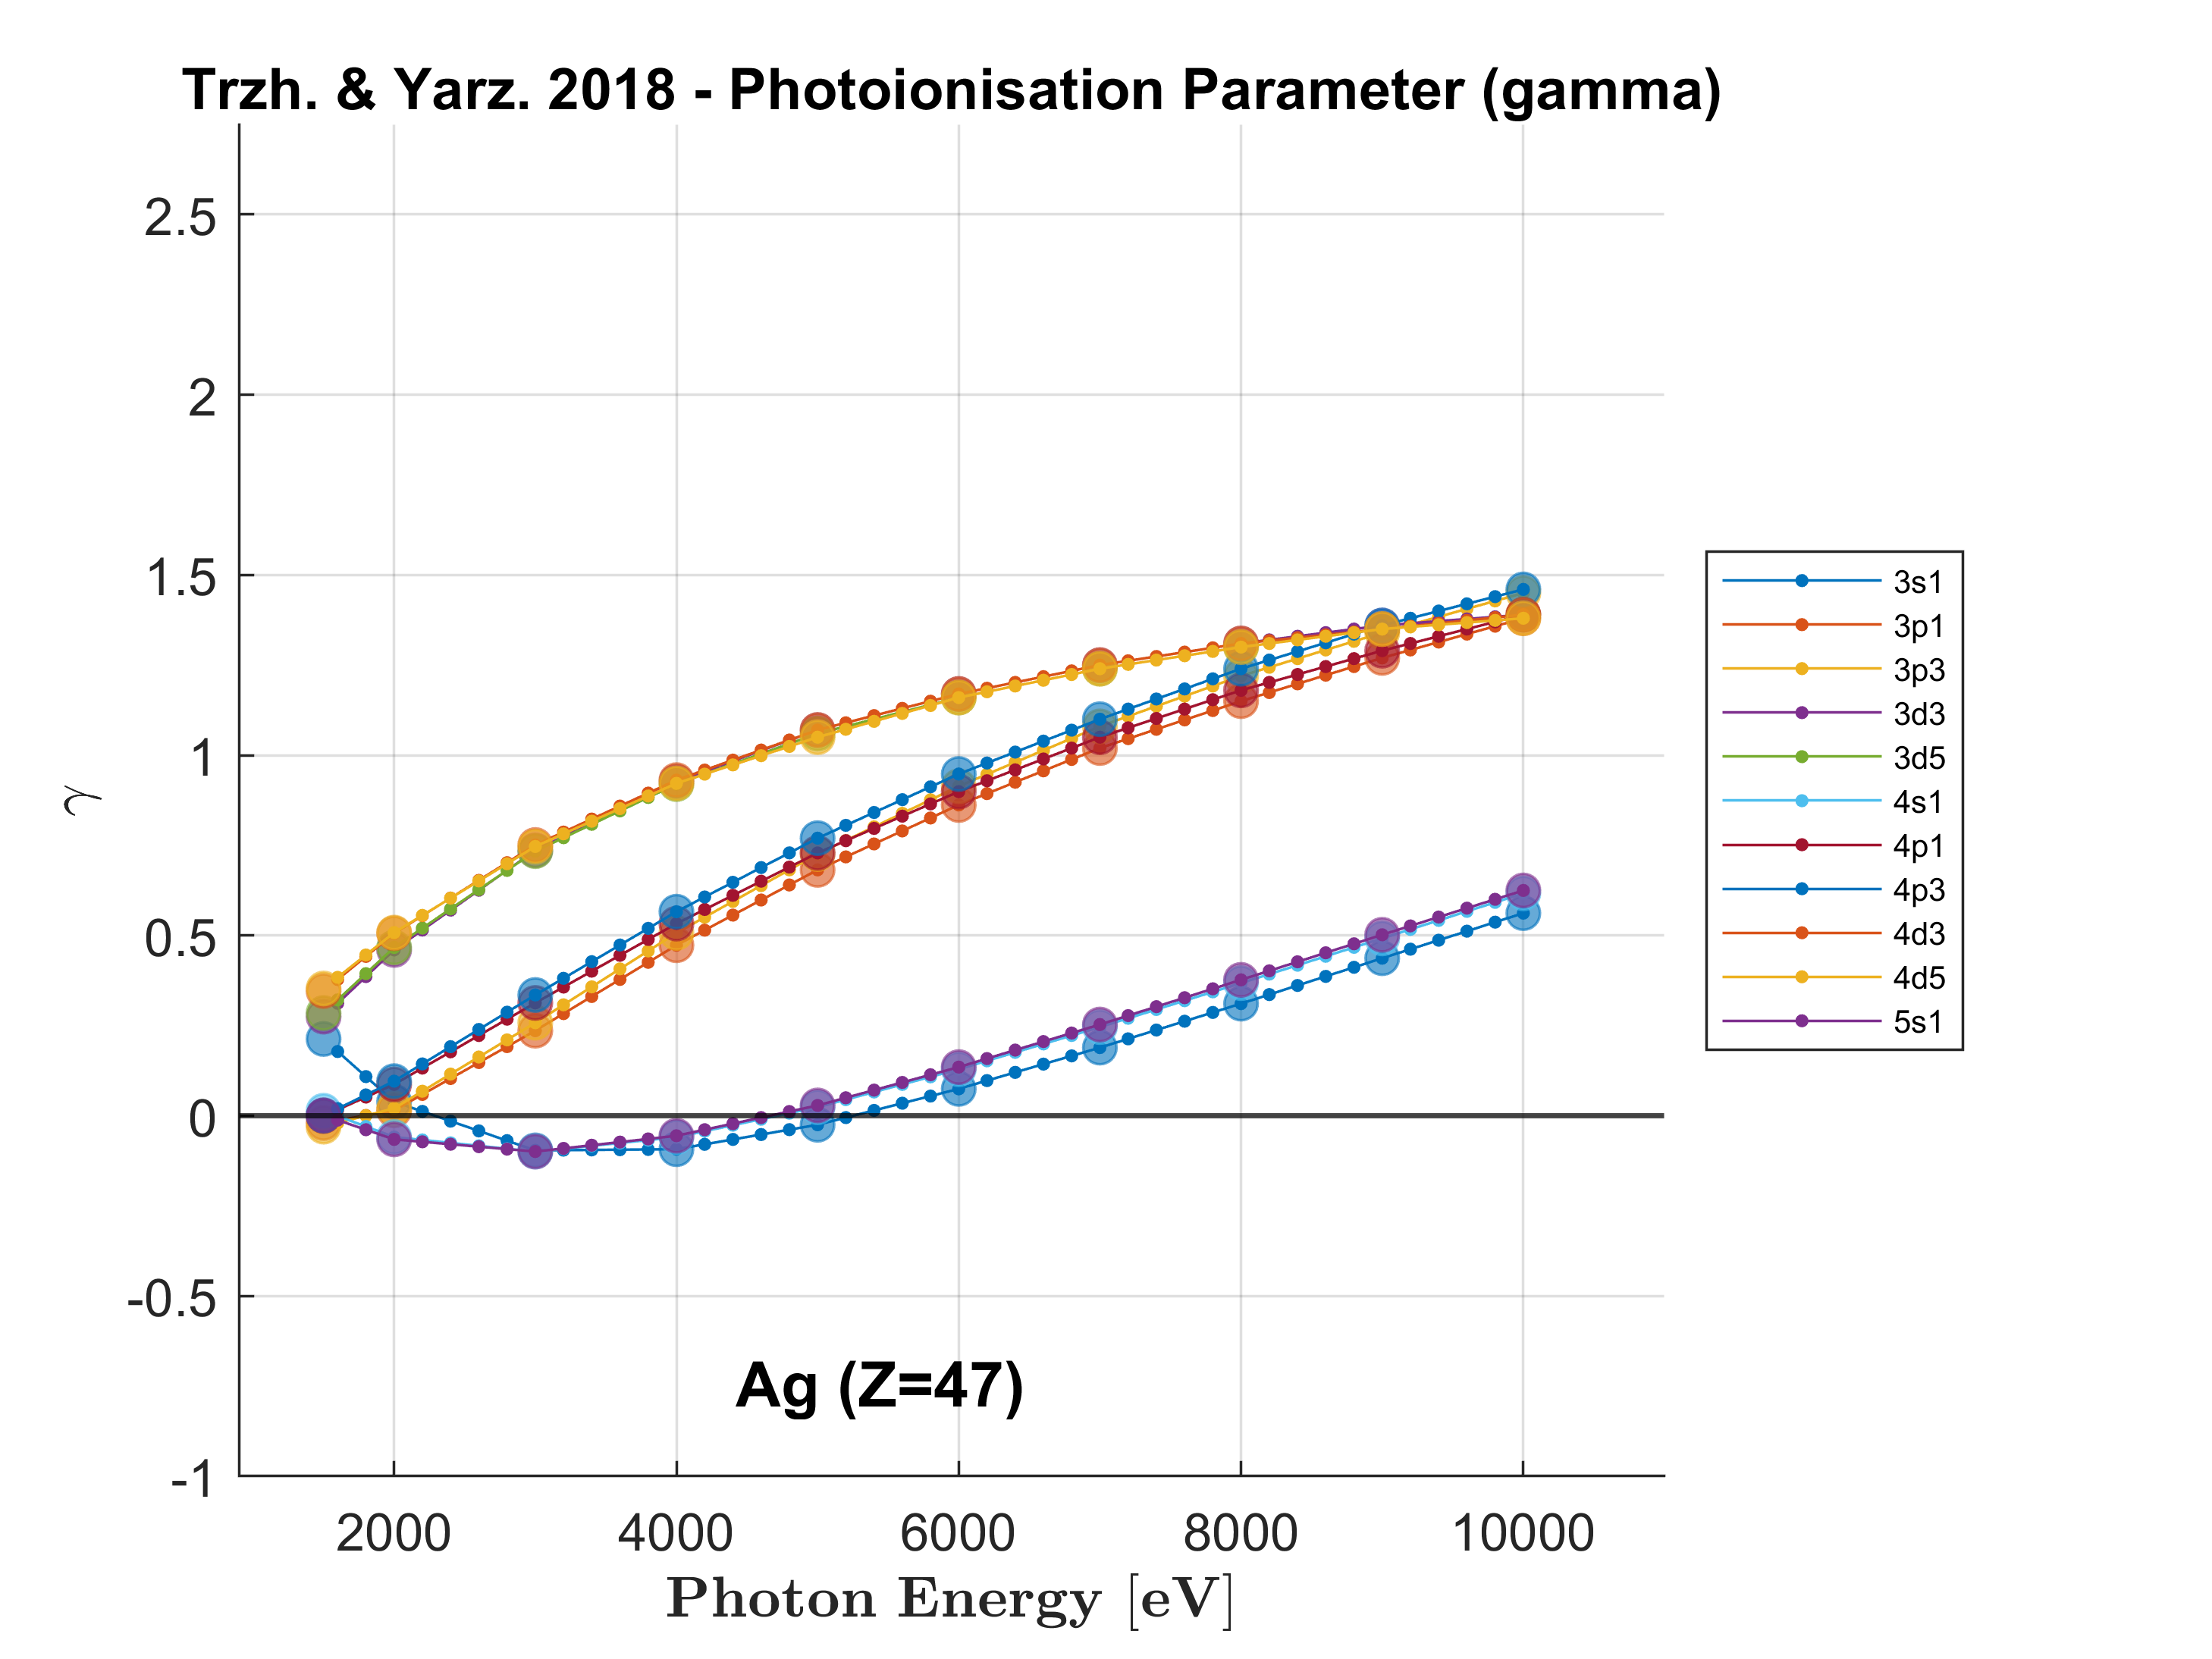 Trzh. & Yarz. 2018 - Photoionisation Parameter (gamma)
2.5
2
1.5
1
0.5
0
-0.5
-1
γ
3s1
3p1
3p3
3d3
3d5
4s1
4p1
4p3
4d3
4d5
5s1
Ag (Z=47)
2000 4000 6000 8000 10000
Photon Energy [eV]